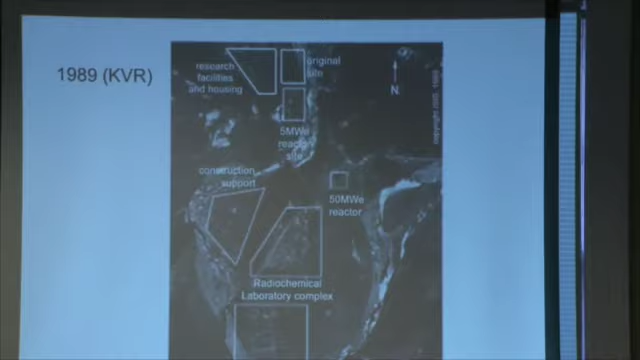 1989 (KVR)
research
facilities
and housing
original
site
N
5MWe
reactor
site
construction
support
50MWe
reactor
Radiochemical
Laboratory complex